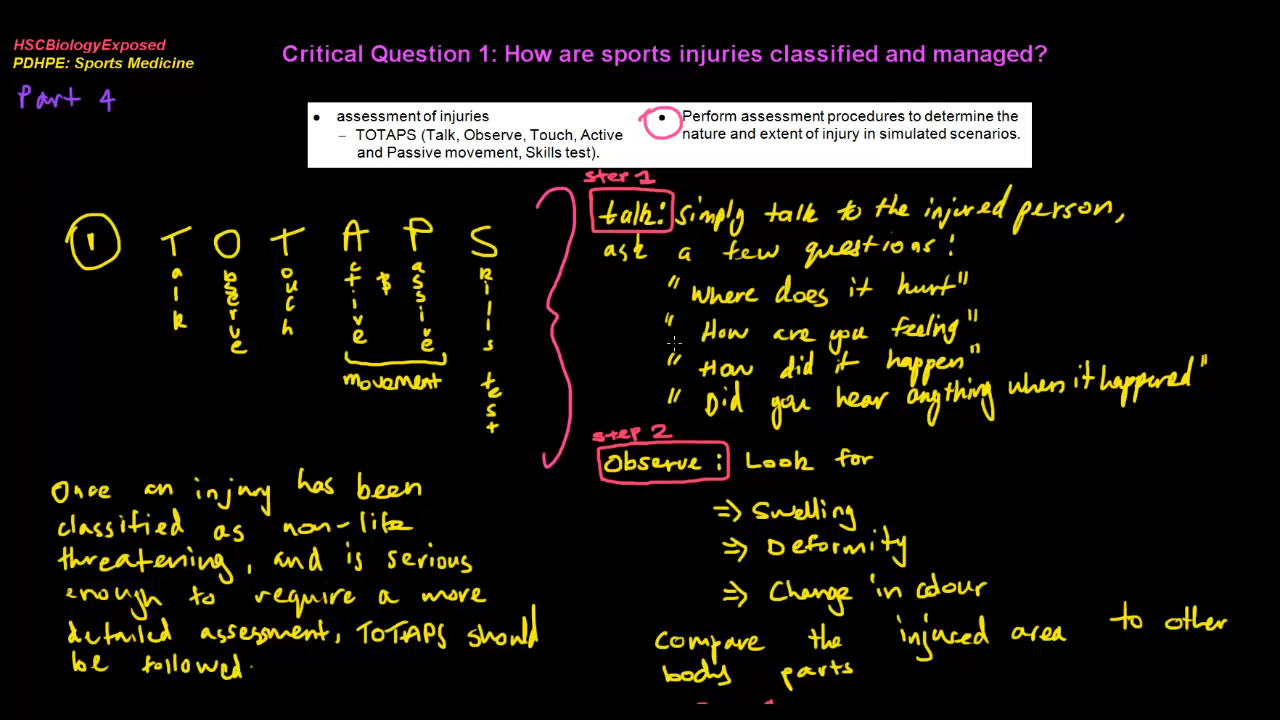 HSCBiologyExposed
PDHPE: Sports Medicine
Critical Question 1: How are sports injuries classified and managed?
Part 4
• assessment of injuries
– TOTAPS (Talk, Observe, Touch, Active
and Passive movement, Skills test).
• Perform assessment procedures to determine the
nature and extent of injury in simulated scenarios.
1
Talk
Observe
Touch
Active
&
Passive
Skills test
movement
Once an injury has been
classified as non-life
threatening, and is serious
enough to require a more
detailed assessment, TOTAPS should
be followed.
step 1
talk: simply talk to the injured person,
ask a few questions:
"Where does it hurt"
"How are you feeling"
"How did it happen"
"Did you hear anything when it happened"
step 2
Observe: Look for
⇒ Swelling
⇒ Deformity
⇒ Change in colour
compare the injured area to other
body parts